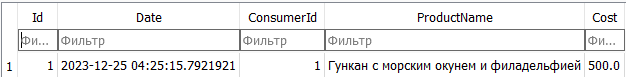 Id Date ConsumerId ProductName Cost
Фи... Фильтр Фильтр Фильтр Фи...
1 1 2023-12-25 04:25:15.7921921 1 Гункан с морским окунем и филадельфией 500.0